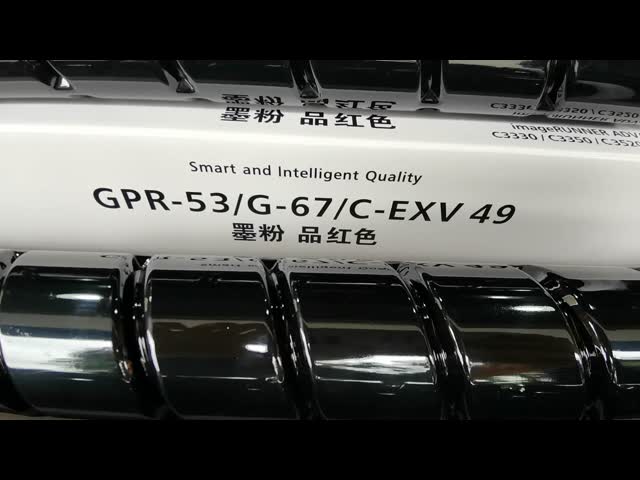 墨粉 品红色
imageRUNNER ADV
C3330 / C3350 / C3520
Smart and Intelligent Quality
GPR-53/G-67/C-EXV 49
墨粉 品红色